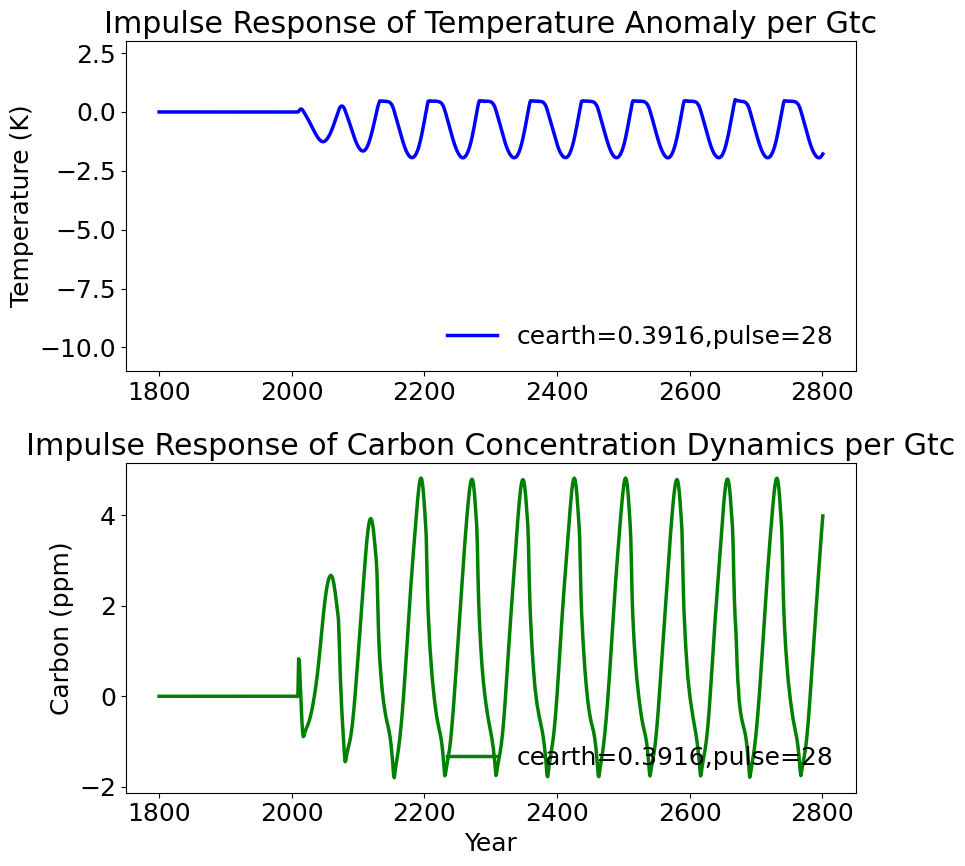 Impulse Response of Temperature Anomaly per Gtc
Temperature (K)
2.5
0.0
−2.5
−5.0
−7.5
−10.0
cearth=0.3916,pulse=28
1800 2000 2200 2400 2600 2800
Impulse Response of Carbon Concentration Dynamics per Gtc
Carbon (ppm)
4
2
0
−2
cearth=0.3916,pulse=28
1800 2000 2200 2400 2600 2800
Year